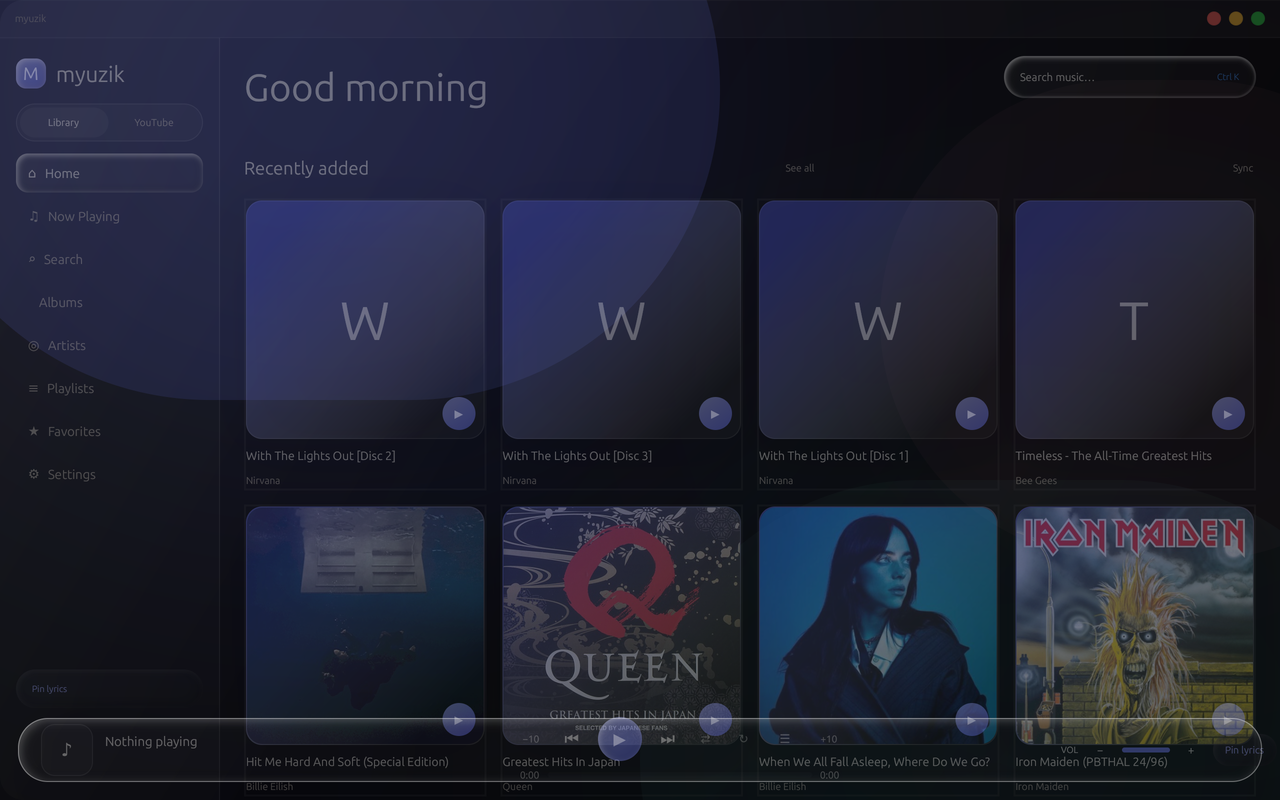 myuzik
M myuzik
Library YouTube
Home
Now Playing
Search
Albums
Artists
Playlists
Favorites
Settings
Pin lyrics
Good morning
Search music... Ctrl K
Recently added See all Sync
W W W T
With The Lights Out [Disc 2] With The Lights Out [Disc 3] With The Lights Out [Disc 1] Timeless - The All-Time Greatest Hits
Nirvana Nirvana Nirvana Bee Gees
IRON MAIDEN
Q
QUEEN
GREATEST HITS IN JAPAN
SELECTED BY JAPANESE FANS
Nothing playing
−10 +10 VOL − + Pin lyrics
Hit Me Hard And Soft (Special Edition) Greatest Hits In Japan When We All Fall Asleep, Where Do We Go? Iron Maiden (PBTHAL 24/96)
0:00 0:00
Billie Eilish Queen Billie Eilish Iron Maiden